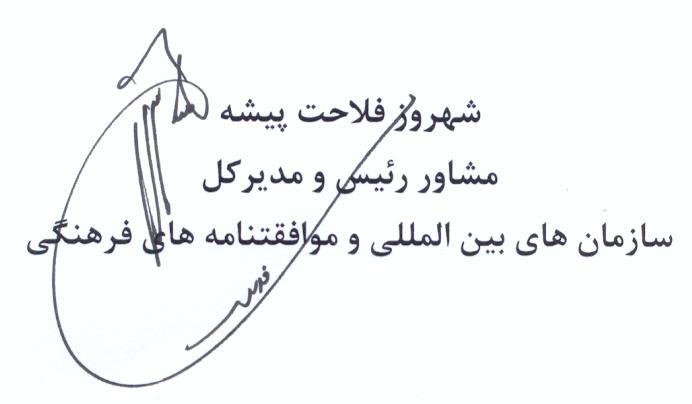 شهروز فلاحت پیشه
مشاور رئیس و مدیرکل
سازمان های بین المللی و موافقتنامه های فرهنگی